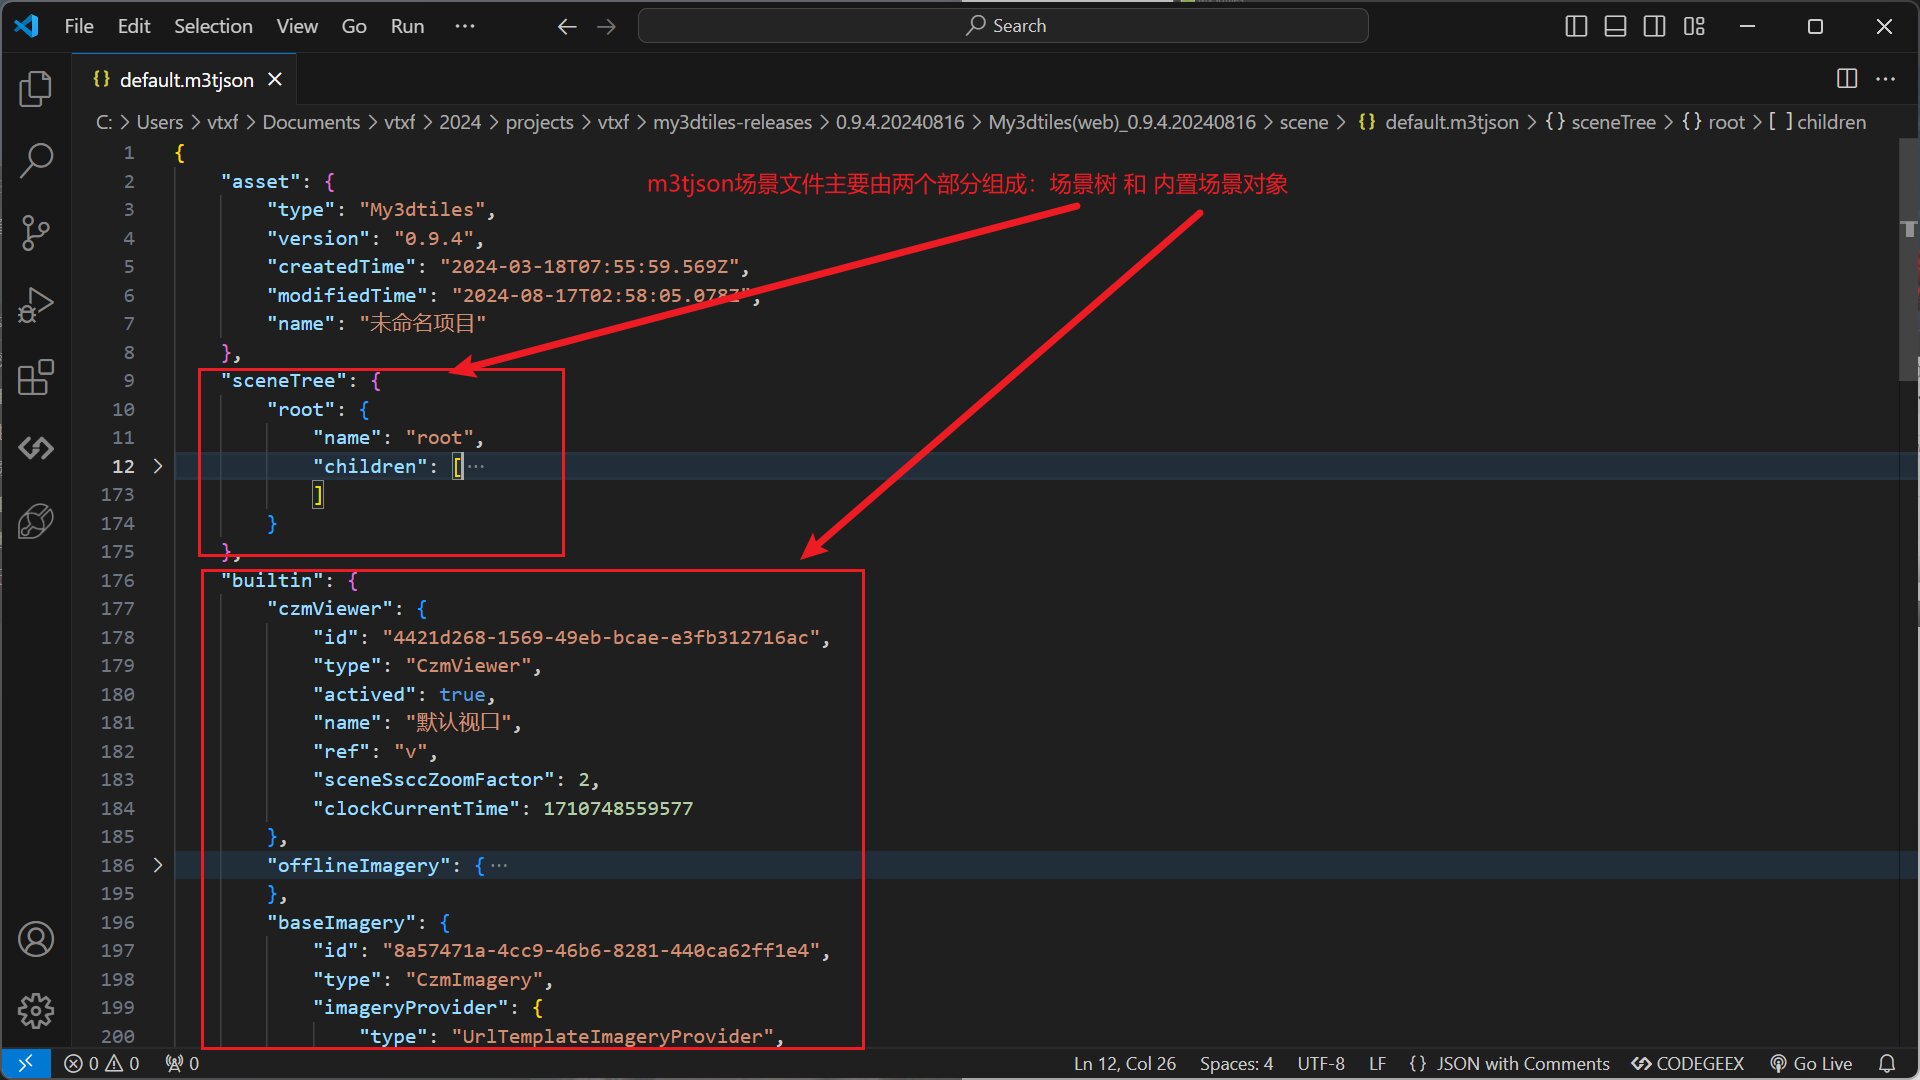 File Edit Selection View Go Run ···
Search
{} default.m3tjson
C: > Users > vtxf > Documents > vtxf > 2024 > projects > vtxf > my3dtiles-releases > 0.9.4.20240816 > My3dtiles(web)_0.9.4.20240816 > scene > {} default.m3tjson > {} sceneTree > {} root > [ ] children
m3tjson场景文件主要由两个部分组成：场景树 和 内置场景对象
1 {
2 "asset": {
3 "type": "My3dtiles",
4 "version": "0.9.4",
5 "createdTime": "2024-03-18T07:55:59.569Z",
6 "modifiedTime": "2024-08-17T02:58:05.078Z",
7 "name": "未命名项目"
8 },
9 "sceneTree": {
10 "root": {
11 "name": "root",
12 > "children": [···
173 ]
174 }
175 },
176 "builtin": {
177 "czmViewer": {
178 "id": "4421d268-1569-49eb-bcae-e3fb312716ac",
179 "type": "CzmViewer",
180 "actived": true,
181 "name": "默认视口",
182 "ref": "v",
183 "sceneSsccZoomFactor": 2,
184 "clockCurrentTime": 1710748559577
185 },
186 > "offlineImagery": {···
195 },
196 "baseImagery": {
197 "id": "8a57471a-4cc9-46b6-8281-440ca62ff1e4",
198 "type": "CzmImagery",
199 "imageryProvider": {
200 "type": "UrlTemplateImageryProvider",
0 0 0 Ln 12, Col 26 Spaces: 4 UTF-8 LF {} JSON with Comments CODEGEEX Go Live